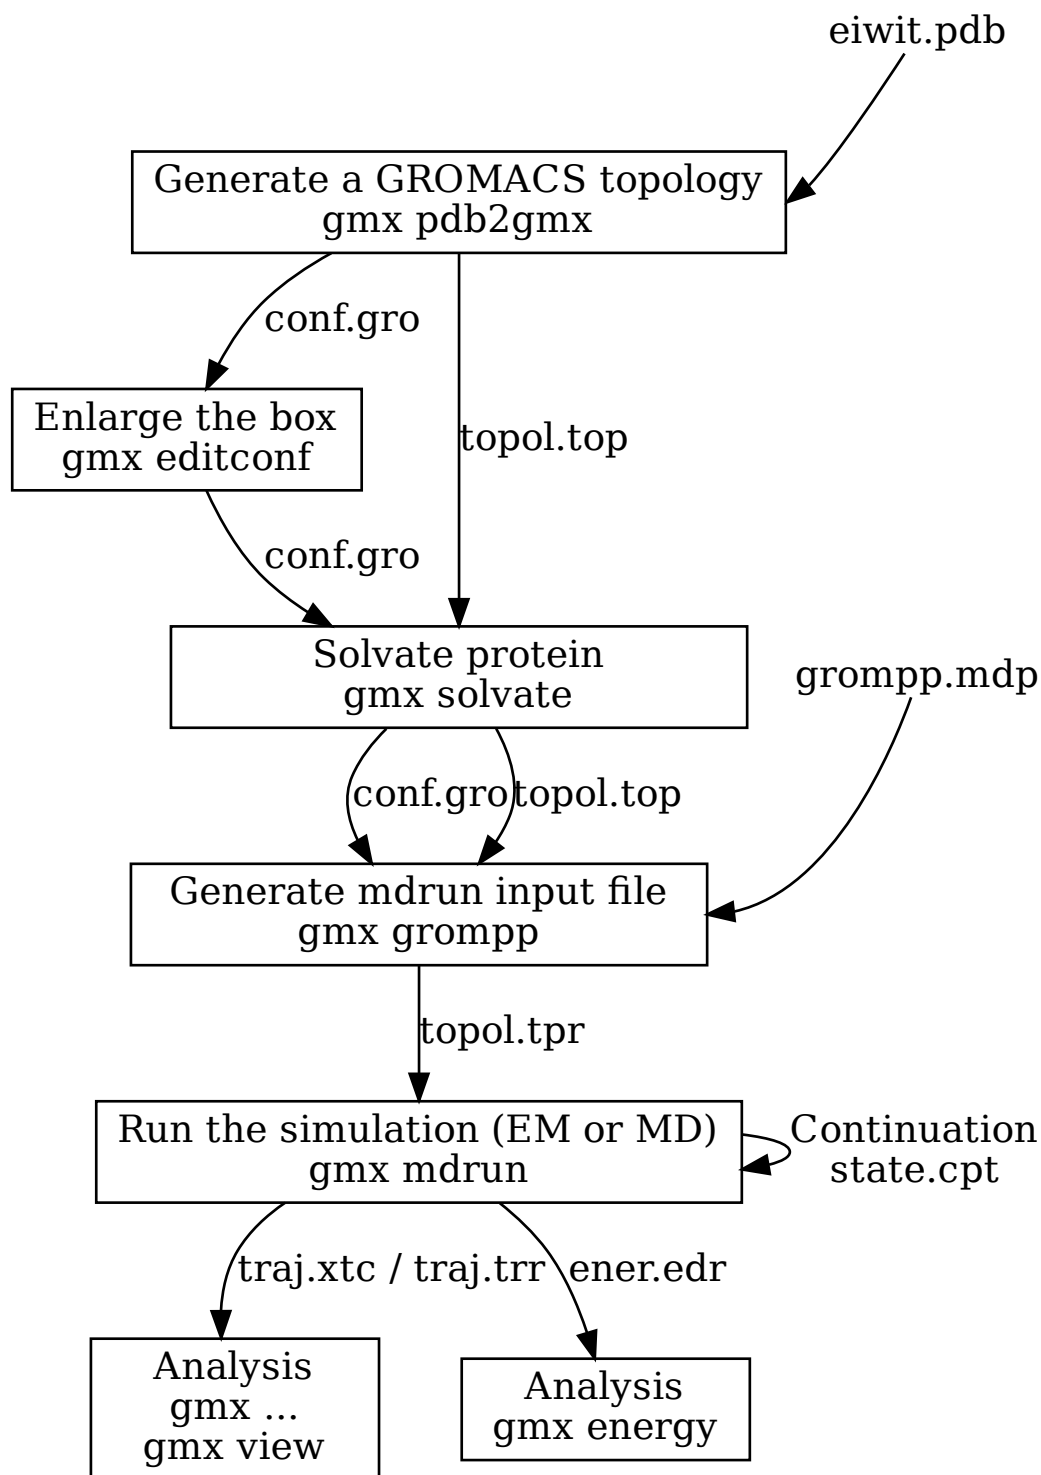 eiwit.pdb
Generate a GROMACS topology
gmx pdb2gmx
conf.gro
Enlarge the box
gmx editconf
topol.top
conf.gro
Solvate protein
gmx solvate
grompp.mdp
conf.gro
topol.top
Generate mdrun input file
gmx grompp
topol.tpr
Run the simulation (EM or MD)
gmx mdrun
Continuation
state.cpt
traj.xtc / traj.trr
ener.edr
Analysis
gmx ...
gmx view
Analysis
gmx energy